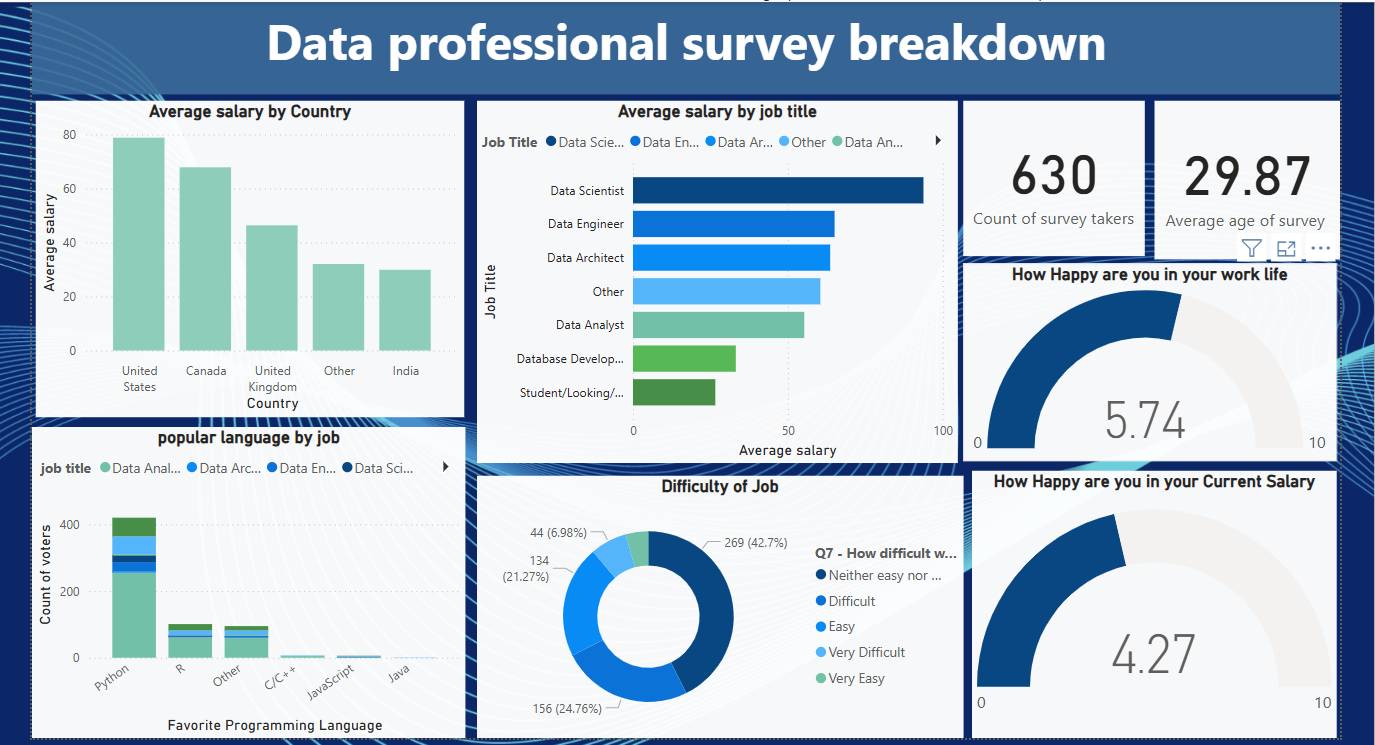 Data professional survey breakdown
Average salary by Country
80
60
40
20
0
Average salary
United States
Canada
United Kingdom
Other
India
Country
Average salary by job title
Job Title Data Scie... Data En... Data Ar... Other Data An...
Job Title
Data Scientist
Data Engineer
Data Architect
Other
Data Analyst
Database Develop...
Student/Looking/...
0 50 100
Average salary
630
Count of survey takers
29.87
Average age of survey
How Happy are you in your work life
5.74
0 10
popular language by job
job title Data Anal... Data Arc... Data En... Data Sci...
Count of voters
400
200
0
Python
R
Other
C/C++
JavaScript
Java
Favorite Programming Language
Difficulty of Job
44 (6.98%)
134
(21.27%)
269 (42.7%)
156 (24.76%)
Q7 - How difficult w...
Neither easy nor ...
Difficult
Easy
Very Difficult
Very Easy
How Happy are you in your Current Salary
4.27
0 10